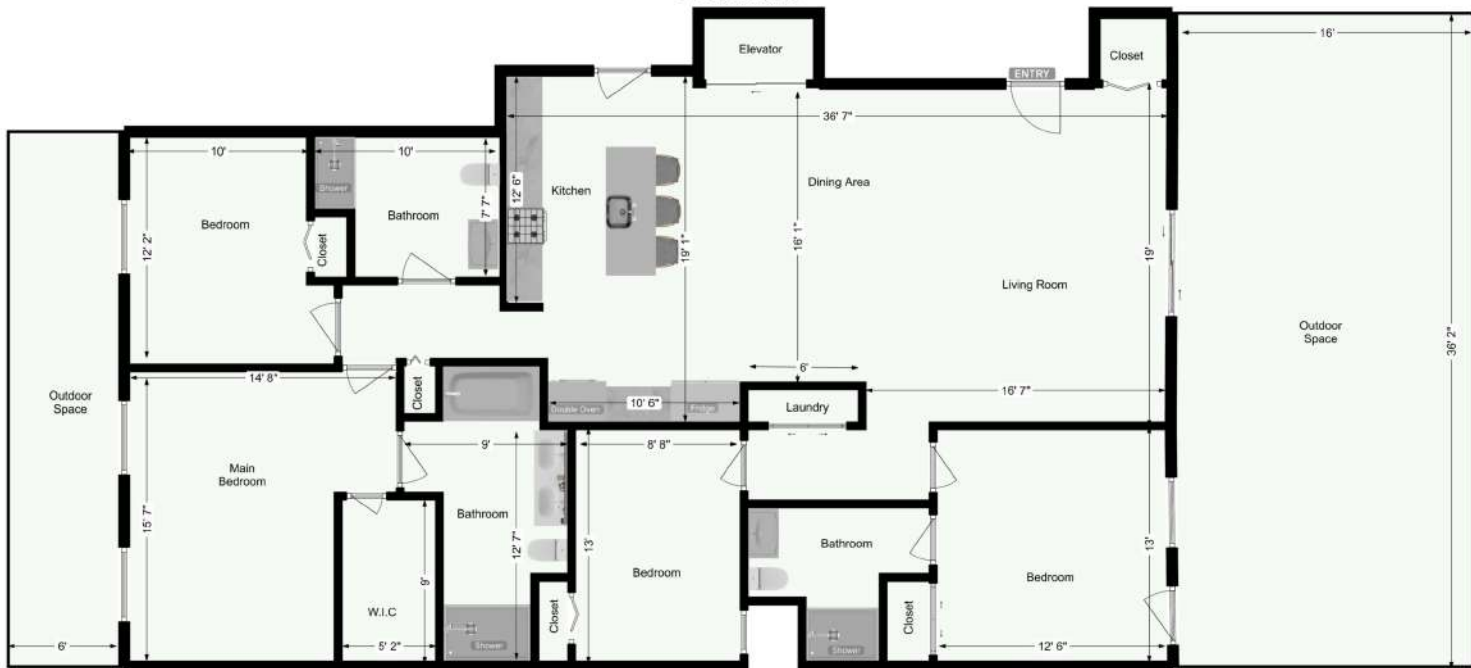 Elevator
Closet
16'
ENTRY
36' 7"
10'
10'
Shower
Bedroom
Bathroom
Closet
12' 2"
7' 7"
12' 6"
Kitchen
19' 1"
Dining Area
16' 1"
Living Room
19'
Outdoor
Space
36' 2"
Outdoor
Space
14' 8"
Closet
Double Oven
10' 6"
Fridge
6'
Laundry
16' 7"
Main
Bedroom
15' 7"
9'
Bathroom
12' 7"
8' 8"
13'
Bedroom
Bathroom
Bedroom
13'
W.I.C
9'
5' 2"
Closet
Shower
Closet
Shower
12' 6"
6'